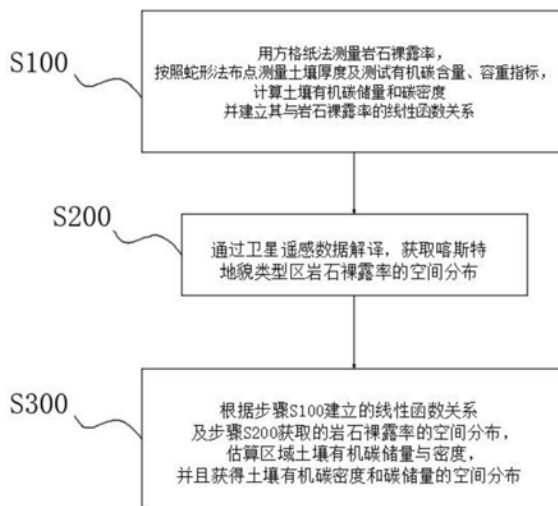 S100
用方格纸法测量岩石裸露率，
按照蛇形法布点测量土壤厚度及测试有机碳含量、容重指标，
计算土壤有机碳储量和碳密度
并建立其与岩石裸露率的线性函数关系
S200
通过卫星遥感数据解译，获取喀斯特
地貌类型区岩石裸露率的空间分布
S300
根据步骤S100建立的线性函数关系
及步骤S200获取的岩石裸露率的空间分布，
估算区域土壤有机碳储量与密度，
并且获得土壤有机碳密度和碳储量的空间分布